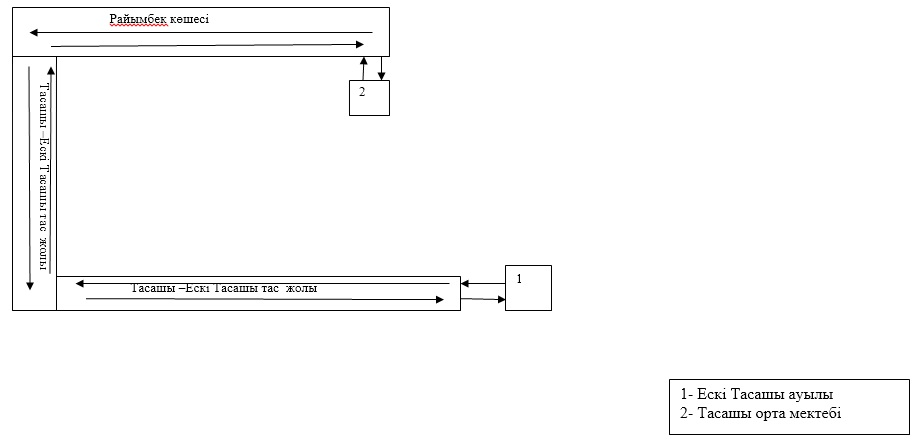 Райымбек көшесі
2
Тасашы –Ескі Тасашы тас жолы
1
Тасашы –Ескі Тасашы тас жолы
1- Ескі Тасашы ауылы
2- Тасашы орта мектебі